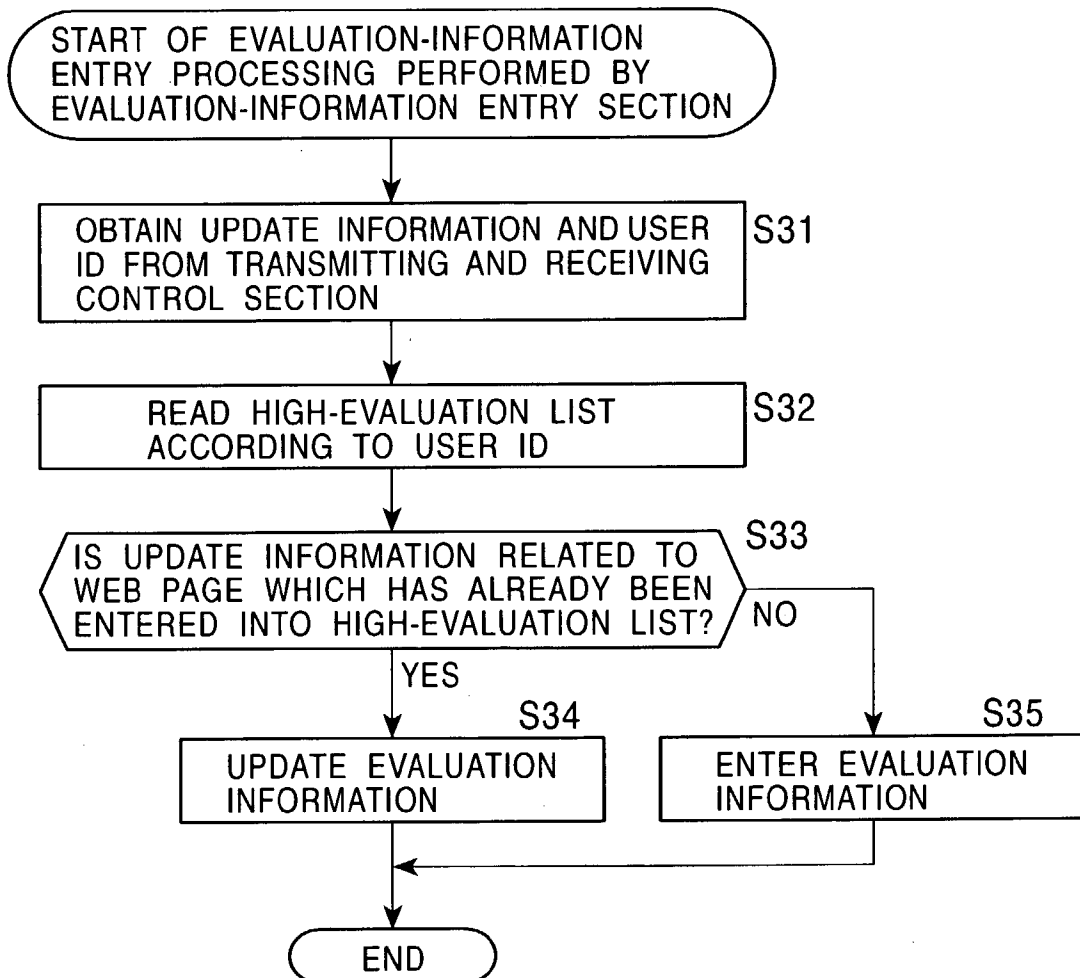 START OF EVALUATION-INFORMATION
ENTRY PROCESSING PERFORMED BY
EVALUATION-INFORMATION ENTRY SECTION
OBTAIN UPDATE INFORMATION AND USER
ID FROM TRANSMITTING AND RECEIVING
CONTROL SECTION
S31
READ HIGH-EVALUATION LIST
ACCORDING TO USER ID
S32
IS UPDATE INFORMATION RELATED TO
WEB PAGE WHICH HAS ALREADY BEEN
ENTERED INTO HIGH-EVALUATION LIST?
S33
NO
YES
S34
UPDATE EVALUATION
INFORMATION
S35
ENTER EVALUATION
INFORMATION
END